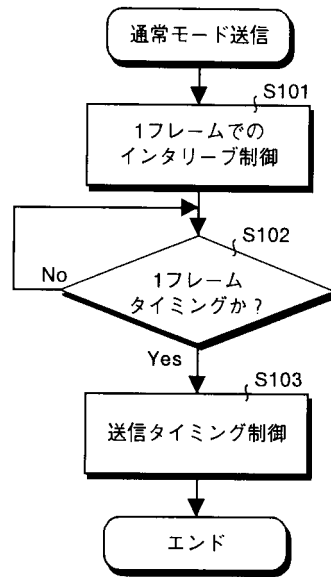 通常モード送信
S101
1フレームでの
インタリーブ制御
S102
No
1フレーム
タイミングか?
Yes
S103
送信タイミング制御
エンド